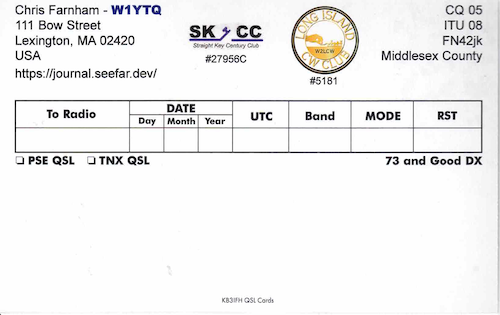 Chris Farnham - W1YTQ
111 Bow Street
Lexington, MA 02420
USA
https://journal.seefar.dev/
SK CC
Straight Key Century Club
#27956C
LONG ISLAND
W2LCW
CW CLUB
#5181
CQ 05
ITU 08
FN42jk
Middlesex County
To Radio DATE UTC Band MODE RST
Day Month Year
❏ PSE QSL ❏ TNX QSL 73 and Good DX
KB3IFH QSL Cards